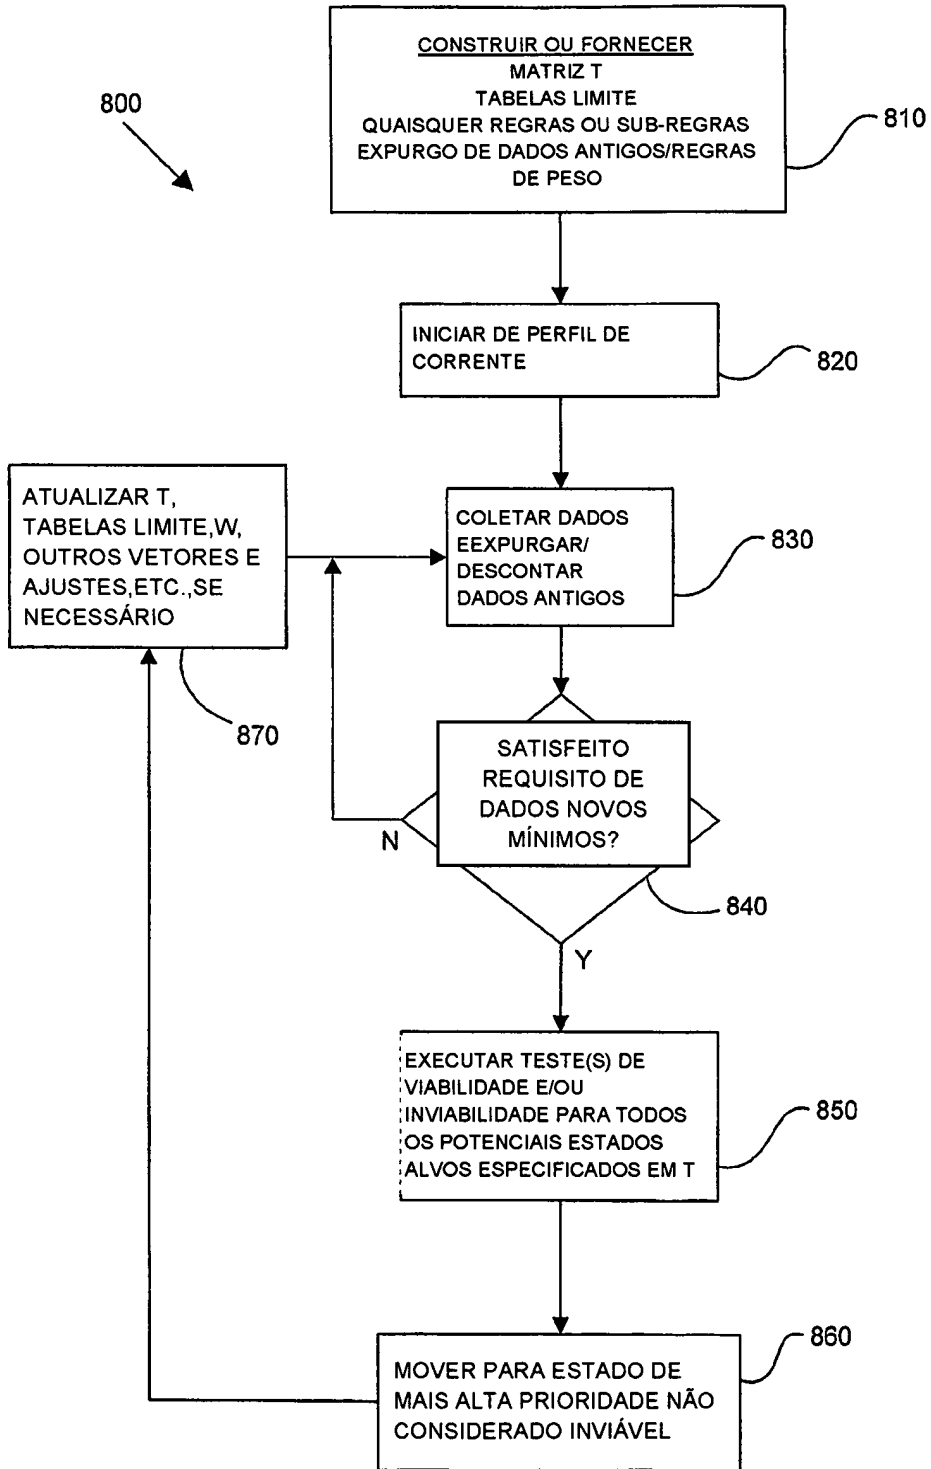 CONSTRUIR OU FORNECER
MATRIZ T
TABELAS LIMITE
QUAISQUER REGRAS OU SUB-REGRAS
EXPURGO DE DADOS ANTIGOS/REGRAS
DE PESO
800
810
INICIAR DE PERFIL DE
CORRENTE
820
ATUALIZAR T,
TABELAS LIMITE,W,
OUTROS VETORES E
AJUSTES,ETC.,SE
NECESSÁRIO
870
COLETAR DADOS
EEXPURGAR/
DESCONTAR
DADOS ANTIGOS
830
SATISFEITO
REQUISITO DE
DADOS NOVOS
MÍNIMOS?
N
840
Y
EXECUTAR TESTE(S) DE
VIABILIDADE E/OU
INVIABILIDADE PARA TODOS
OS POTENCIAIS ESTADOS
ALVOS ESPECIFICADOS EM T
850
MOVER PARA ESTADO DE
MAIS ALTA PRIORIDADE NÃO
CONSIDERADO INVIÁVEL
860